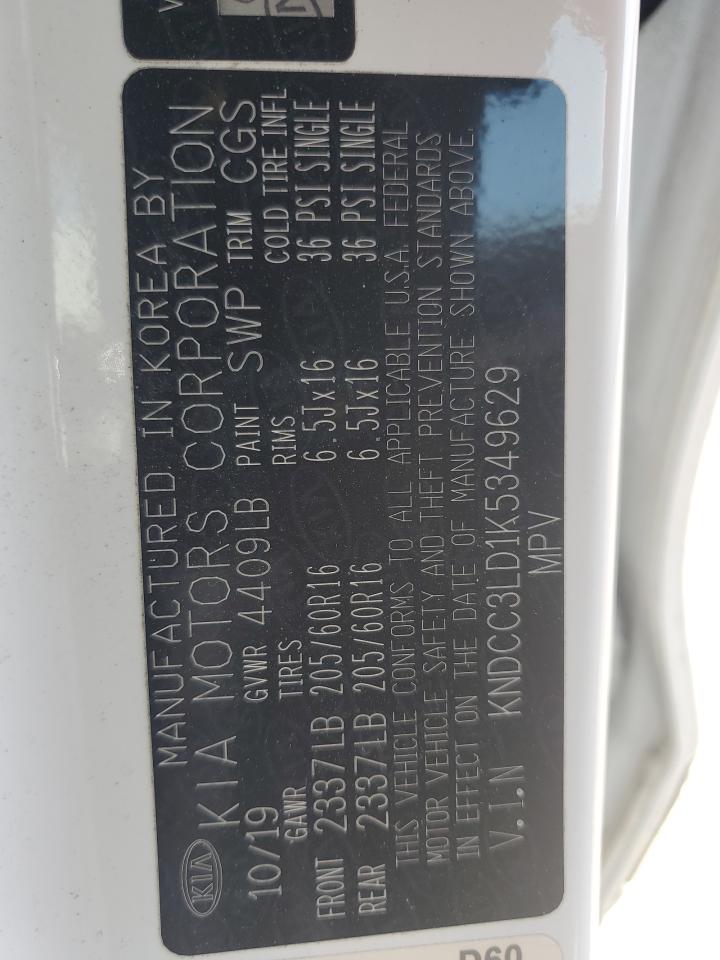 MANUFACTURED IN KOREA BY
KIA KIA MOTORS CORPORATION
10/19 GVWR 4409LB PAINT SWP TRIM CGS
GAWR TIRES RIMS COLD TIRE INFL
FRONT 2337LB 205/60R16 6.5Jx16 36 PSI SINGLE
REAR 2337LB 205/60R16 6.5Jx16 36 PSI SINGLE
THIS VEHICLE CONFORMS TO ALL APPLICABLE U.S.A. FEDERAL
MOTOR VEHICLE SAFETY AND THEFT PREVENTION STANDARDS
IN EFFECT ON THE DATE OF MANUFACTURE SHOWN ABOVE.
V.I.N KNDCC3LD1K5349629
MPV